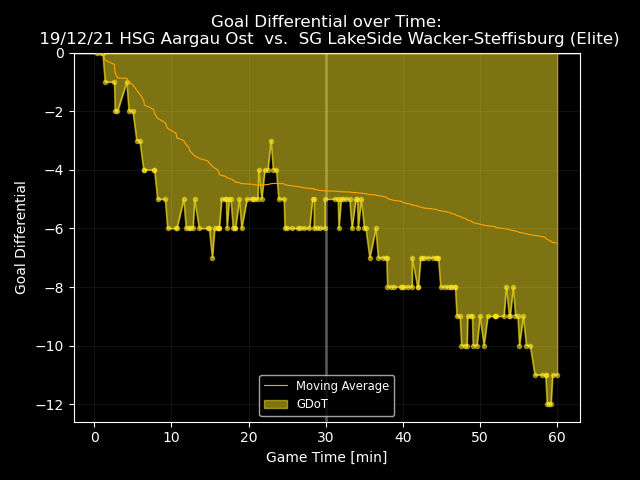 Goal Differential over Time:
19/12/21 HSG Aargau Ost  vs.  SG LakeSide Wacker-Steffisburg (Elite)
0
−2
−4
−6
−8
−10
−12
Goal Differential
Moving Average
GDoT
0 10 20 30 40 50 60
Game Time [min]